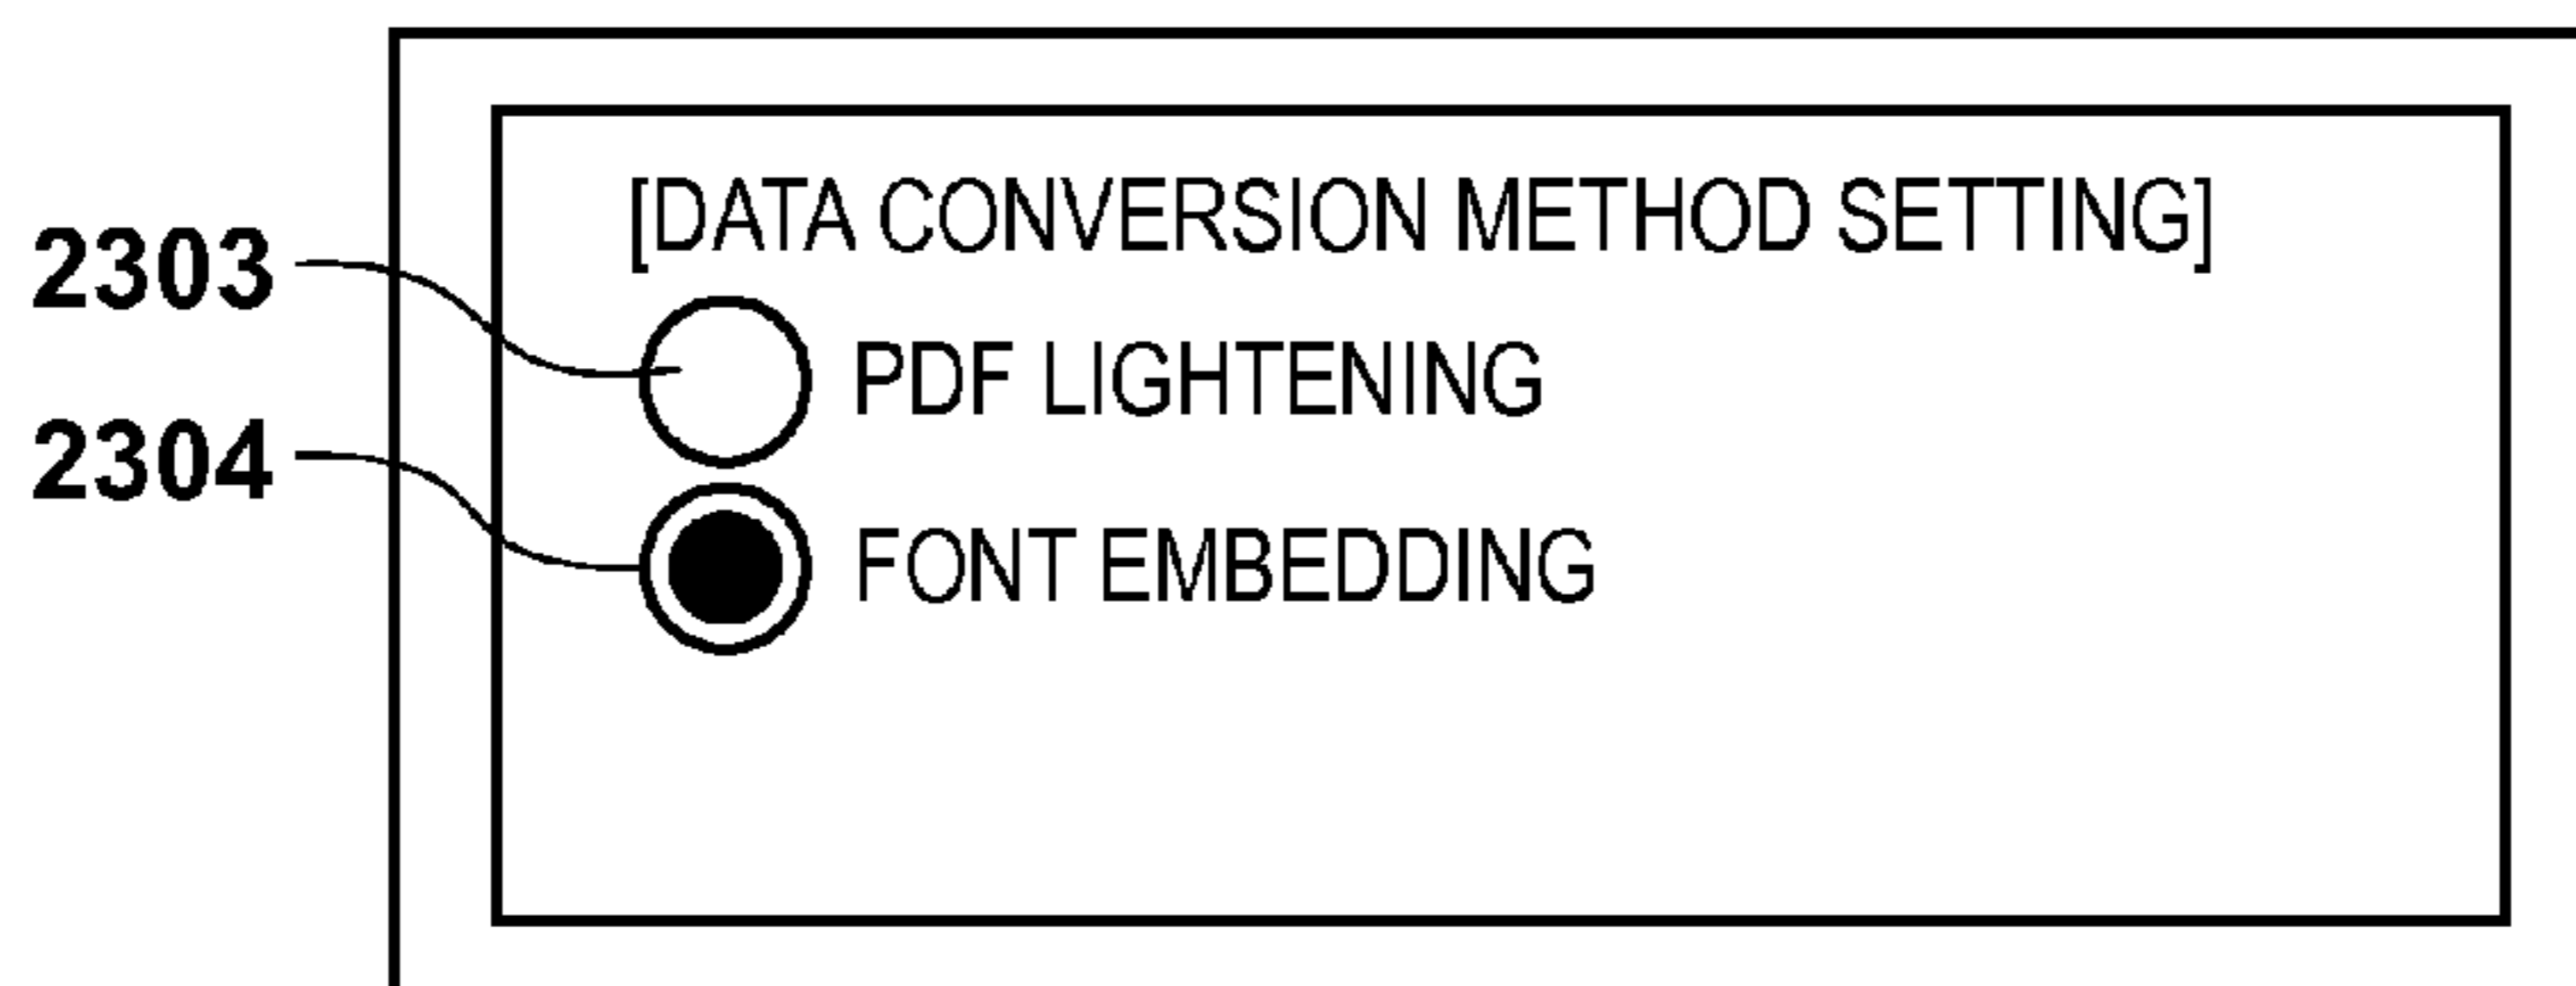 [DATA CONVERSION METHOD SETTING]
2303
PDF LIGHTENING
2304
FONT EMBEDDING